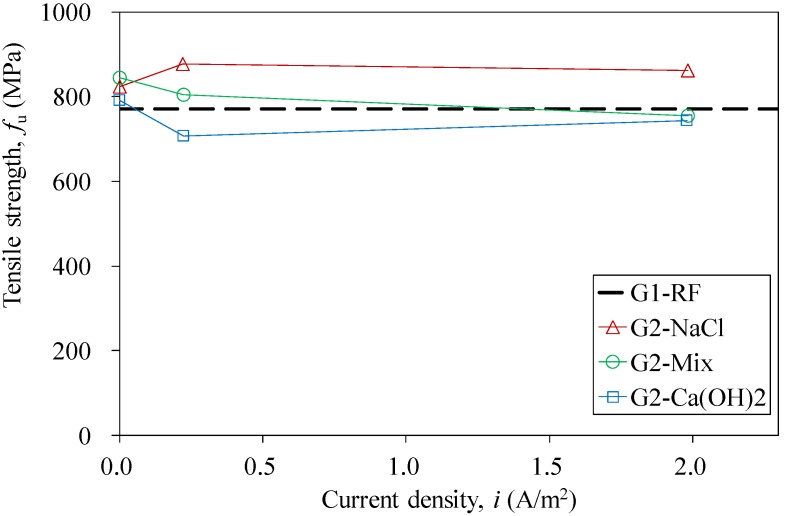 1000
800
600
400
200
0
Tensile strength, fu (MPa)
0.0 0.5 1.0 1.5 2.0
Current density, i (A/m²)
G1-RF
G2-NaCl
G2-Mix
G2-Ca(OH)2